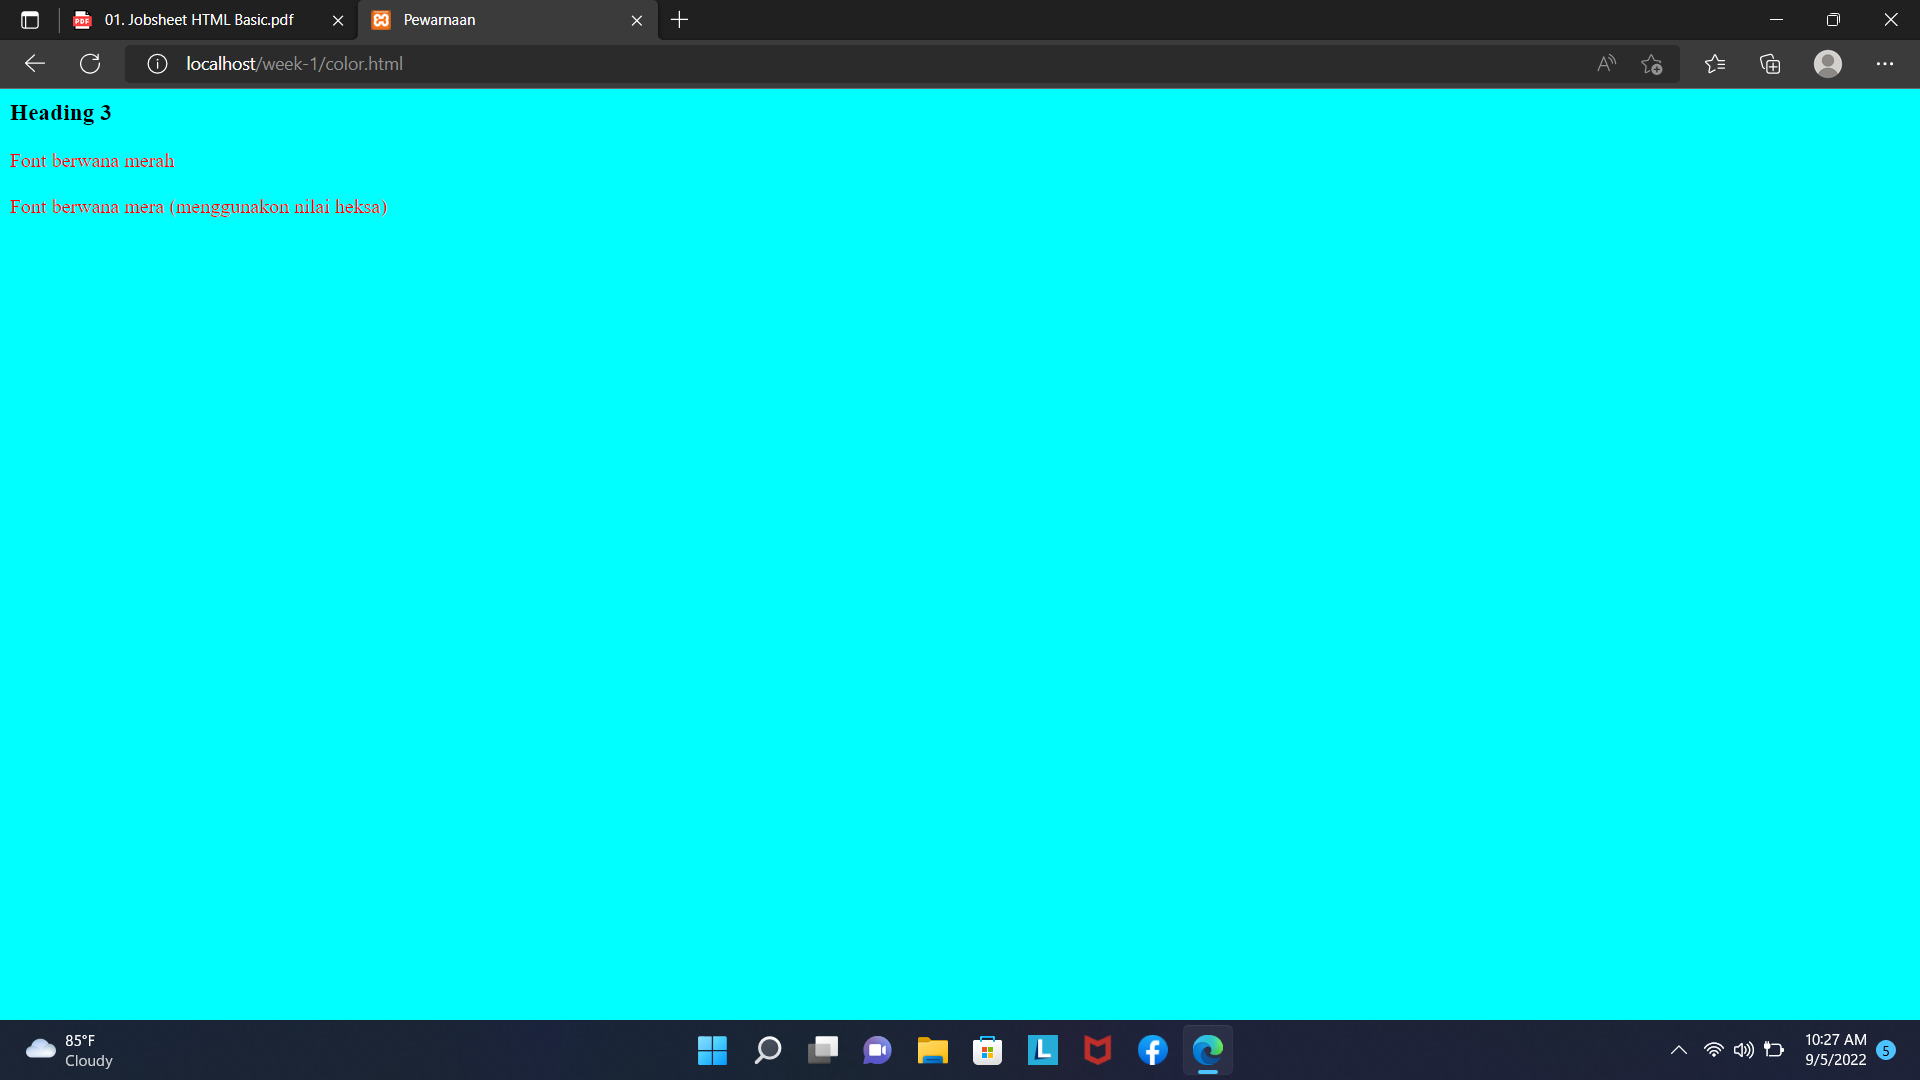 01. Jobsheet HTML Basic.pdf
Pewarnaan
localhost/week-1/color.html
Heading 3
Font berwana merah
Font berwana mera (menggunakon nilai heksa)
85°F
Cloudy
10:27 AM
9/5/2022
5